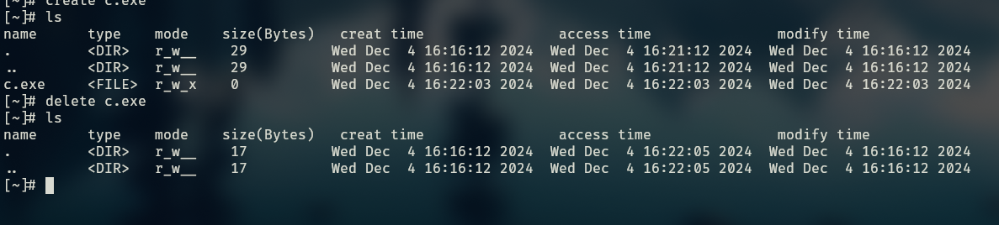 [~]# create c.exe
[~]# ls
name      type    mode    size(Bytes)   creat time                access time               modify time
.         <DIR>   r_w__    29          Wed Dec  4 16:16:12 2024  Wed Dec  4 16:21:12 2024  Wed Dec  4 16:16:12 2024
..        <DIR>   r_w__    29          Wed Dec  4 16:16:12 2024  Wed Dec  4 16:21:12 2024  Wed Dec  4 16:16:12 2024
c.exe     <FILE>  r_w_x    0           Wed Dec  4 16:22:03 2024  Wed Dec  4 16:22:03 2024  Wed Dec  4 16:22:03 2024
[~]# delete c.exe
[~]# ls
name      type    mode    size(Bytes)   creat time                access time               modify time
.         <DIR>   r_w__    17          Wed Dec  4 16:16:12 2024  Wed Dec  4 16:22:05 2024  Wed Dec  4 16:16:12 2024
..        <DIR>   r_w__    17          Wed Dec  4 16:16:12 2024  Wed Dec  4 16:22:05 2024  Wed Dec  4 16:16:12 2024
[~]#